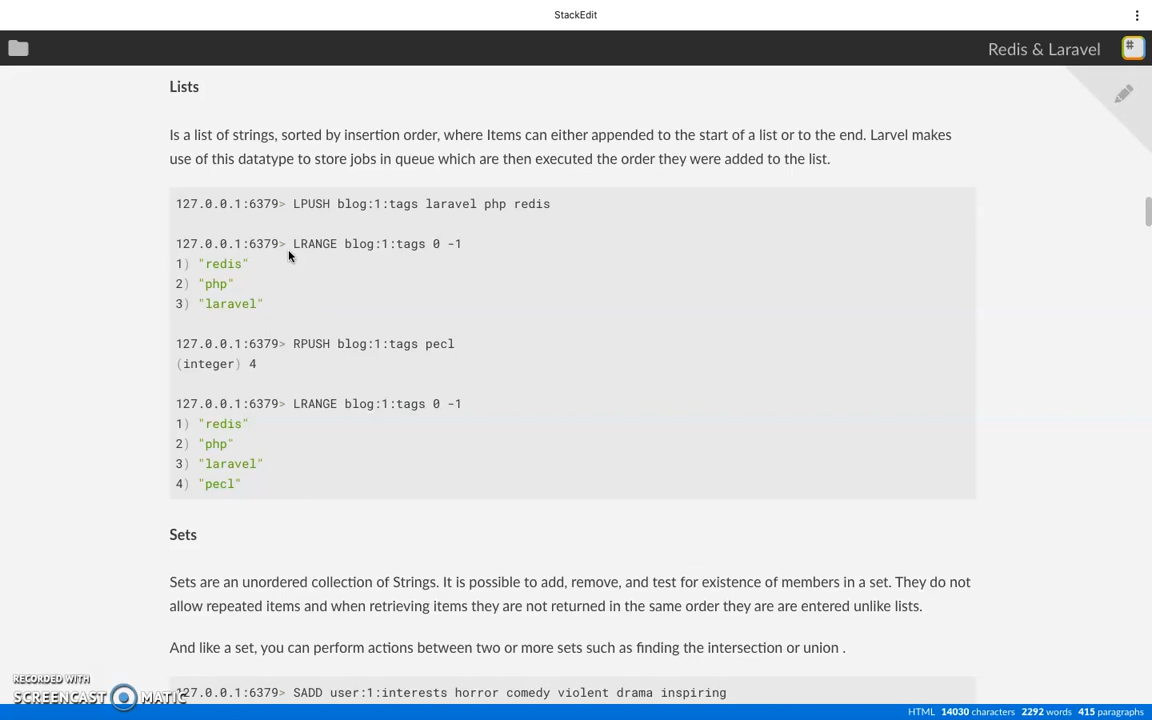 StackEdit
Redis & Laravel
#
Lists
Is a list of strings, sorted by insertion order, where Items can either appended to the start of a list or to the end. Larvel makes
use of this datatype to store jobs in queue which are then executed the order they were added to the list.
127.0.0.1:6379> LPUSH blog:1:tags laravel php redis
127.0.0.1:6379> LRANGE blog:1:tags 0 -1
1) "redis"
2) "php"
3) "laravel"
127.0.0.1:6379> RPUSH blog:1:tags pecl
(integer) 4
127.0.0.1:6379> LRANGE blog:1:tags 0 -1
1) "redis"
2) "php"
3) "laravel"
4) "pecl"
Sets
Sets are an unordered collection of Strings. It is possible to add, remove, and test for existence of members in a set. They do not
allow repeated items and when retrieving items they are not returned in the same order they are are entered unlike lists.
And like a set, you can perform actions between two or more sets such as finding the intersection or union .
127.0.0.1:6379> SADD user:1:interests horror comedy violent drama inspiring
RECORDED WITH
SCREENCAST MATIC
HTML 14030 characters 2292 words 415 paragraphs